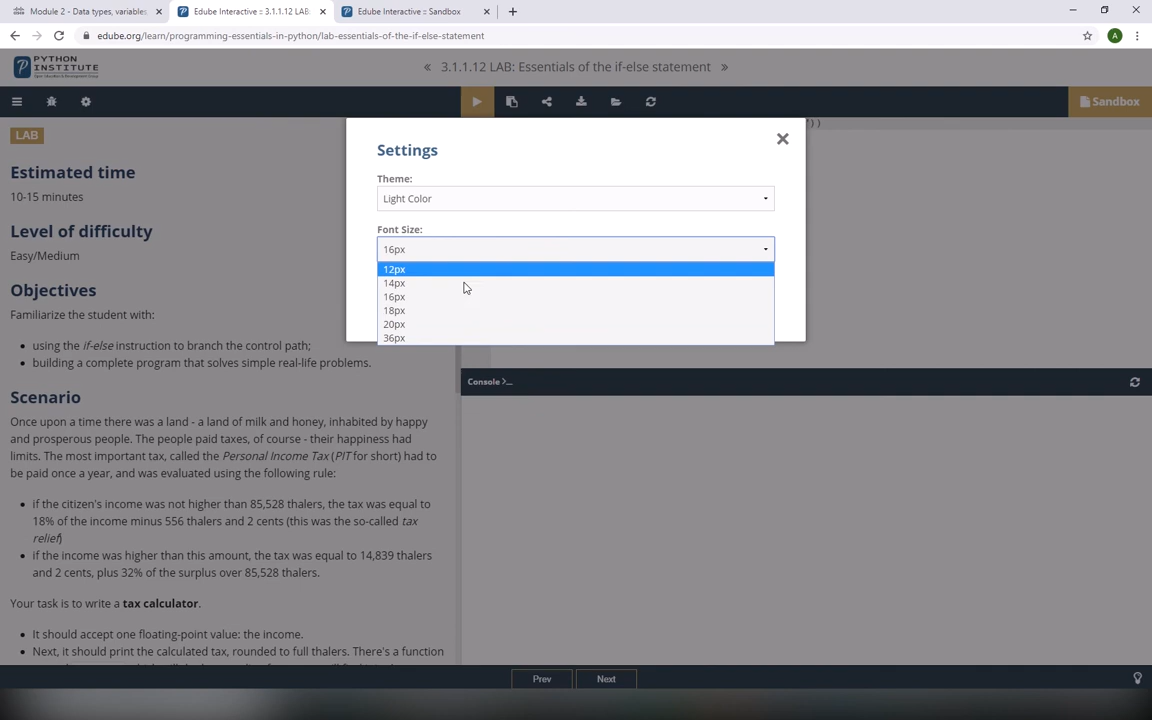 Module 2 - Data types, variables
Edube Interactive :: 3.1.1.12 LAB:
Edube Interactive :: Sandbox
edube.org/learn/programming-essentials-in-python/lab-essentials-of-the-if-else-statement
A
PYTHON
INSTITUTE
« 3.1.1.12 LAB: Essentials of the if-else statement »
Sandbox
LAB
Estimated time
10-15 minutes
Level of difficulty
Easy/Medium
Objectives
Familiarize the student with:
• using the if-else instruction to branch the control path;
• building a complete program that solves simple real-life problems.
Scenario
Once upon a time there was a land - a land of milk and honey, inhabited by happy
and prosperous people. The people paid taxes, of course - their happiness had
limits. The most important tax, called the Personal Income Tax (PIT for short) had to
be paid once a year, and was evaluated using the following rule:
• if the citizen's income was not higher than 85,528 thalers, the tax was equal to
18% of the income minus 556 thalers and 2 cents (this was the so-called tax
relief)
• if the income was higher than this amount, the tax was equal to 14,839 thalers
and 2 cents, plus 32% of the surplus over 85,528 thalers.
Your task is to write a tax calculator.
• It should accept one floating-point value: the income.
• Next, it should print the calculated tax, rounded to full thalers. There's a function
Settings
Theme:
Light Color
Font Size:
16px
12px
14px
16px
18px
20px
36px
))
Console >_
Prev
Next